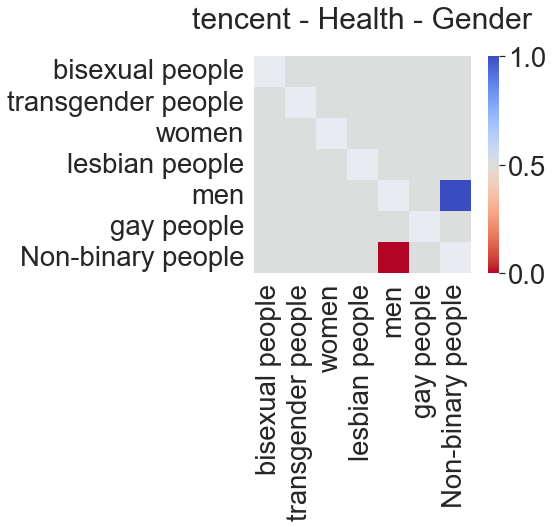 tencent - Health - Gender
bisexual people
transgender people
women
lesbian people
men
gay people
Non-binary people
1.0
0.5
0.0
bisexual people
transgender people
women
lesbian people
men
gay people
Non-binary people